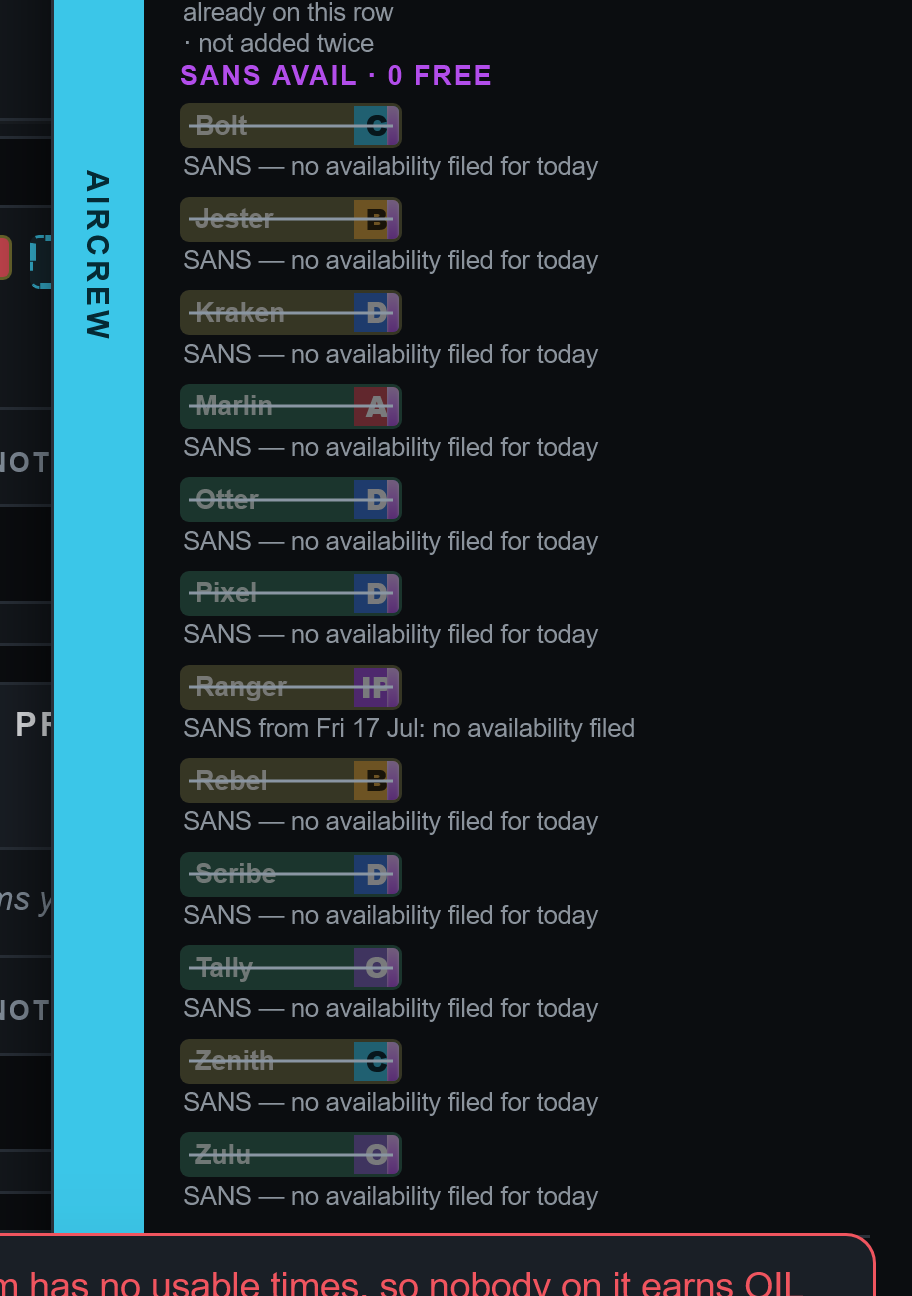 already on this row
· not added twice
SANS AVAIL · 0 FREE
AIRCREW
Bolt C
SANS — no availability filed for today
Jester B
SANS — no availability filed for today
Kraken D
SANS — no availability filed for today
Marlin A
SANS — no availability filed for today
NOT
Otter D
SANS — no availability filed for today
Pixel D
SANS — no availability filed for today
Ranger IP
SANS from Fri 17 Jul: no availability filed
PR
Rebel B
SANS — no availability filed for today
Scribe D
ms y
SANS — no availability filed for today
Tally O
SANS — no availability filed for today
NOT
Zenith C
SANS — no availability filed for today
Zulu O
SANS — no availability filed for today
m has no usable times, so nobody on it earns OIL